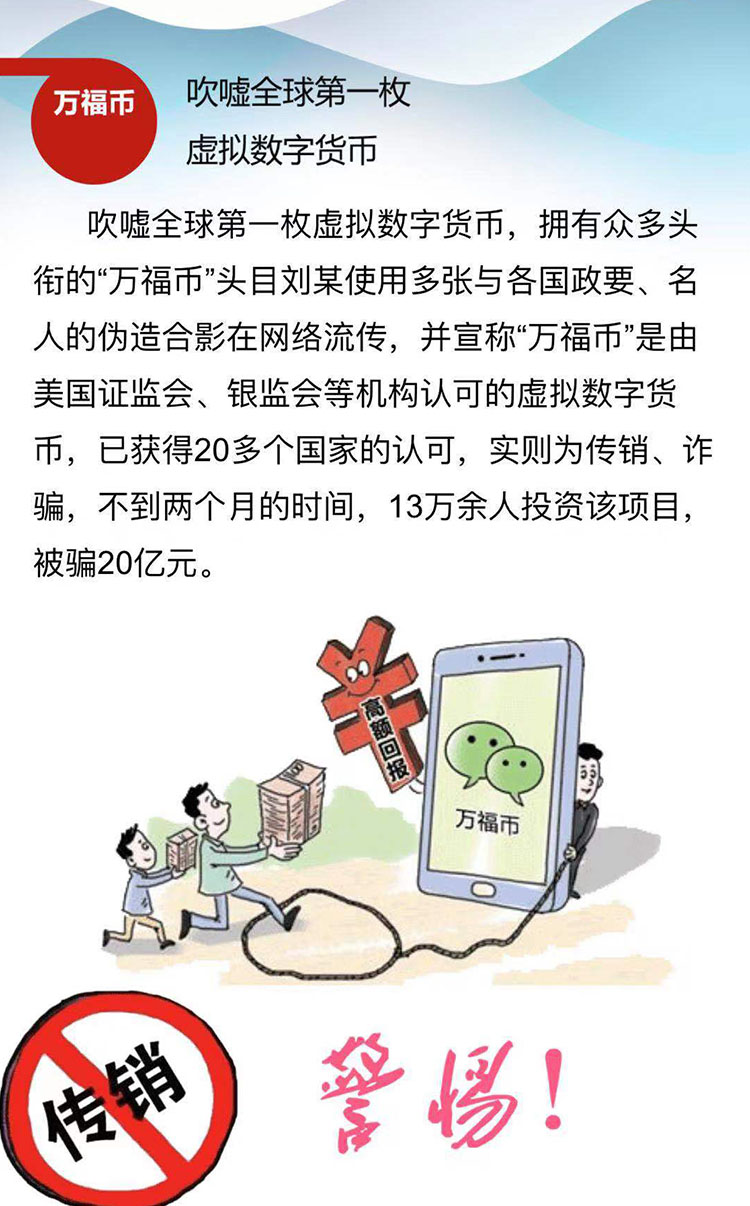 万福币
吹嘘全球第一枚
虚拟数字货币
吹嘘全球第一枚虚拟数字货币，拥有众多头
衔的“万福币”头目刘某使用多张与各国政要、名
人的伪造合影在网络流传，并宣称“万福币”是由
美国证监会、银监会等机构认可的虚拟数字货
币，已获得20多个国家的认可，实则为传销、诈
骗，不到两个月的时间，13万余人投资该项目，
被骗20亿元。
高额回报
万福币
传销
警惕！